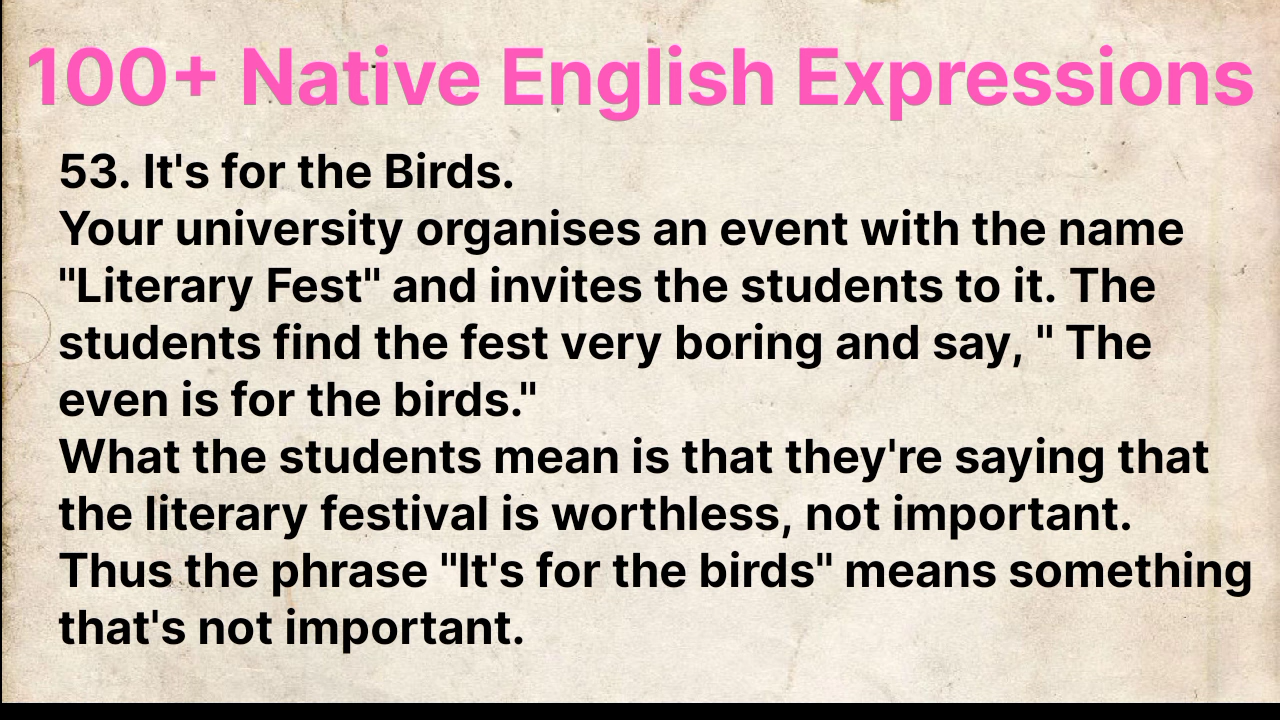 100+ Native English Expressions
53. It's for the Birds.
Your university organises an event with the name
"Literary Fest" and invites the students to it. The
students find the fest very boring and say, " The
even is for the birds."
What the students mean is that they're saying that
the literary festival is worthless, not important.
Thus the phrase "It's for the birds" means something
that's not important.